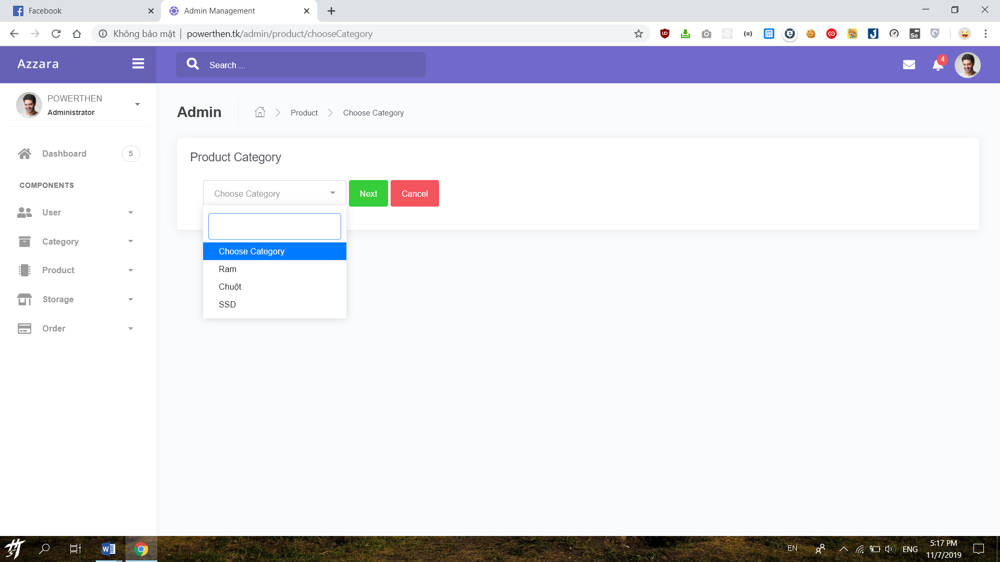 Facebook
Admin Management
Không bảo mật | powerthen.tk/admin/product/chooseCategory
Azzara
Search ...
4
POWERTHEN
Administrator
Admin
Product
Choose Category
Dashboard
5
COMPONENTS
User
Category
Product
Storage
Order
Product Category
Choose Category
Next
Cancel
Choose Category
Ram
Chuột
SSD
EN
ENG
5:17 PM
11/7/2019